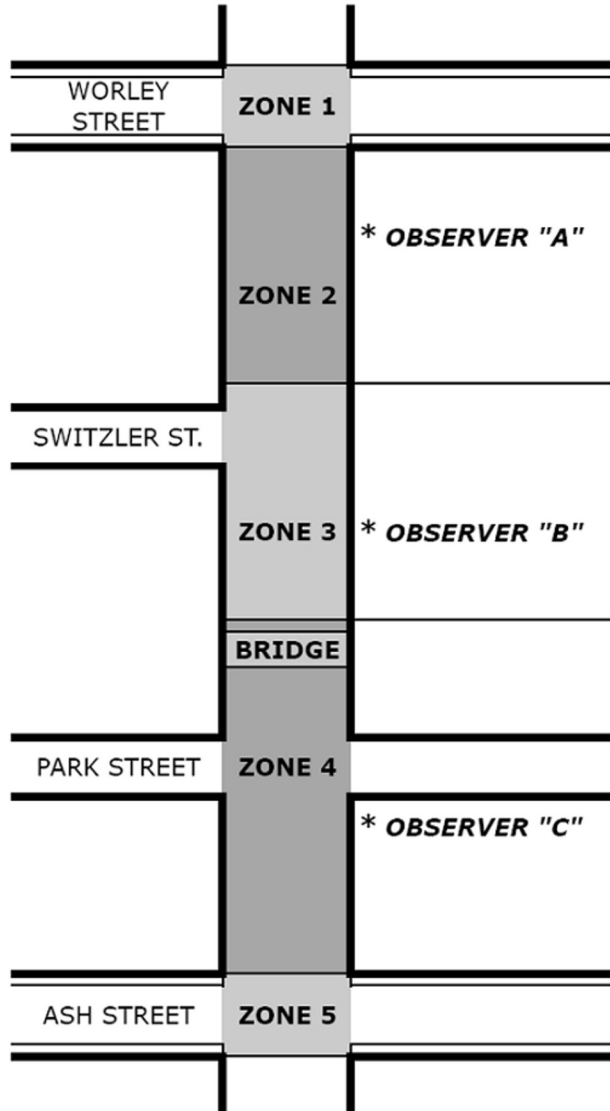 WORLEY
STREET
ZONE 1
* OBSERVER "A"
ZONE 2
SWITZLER ST.
ZONE 3
* OBSERVER "B"
BRIDGE
PARK STREET
ZONE 4
* OBSERVER "C"
ASH STREET
ZONE 5